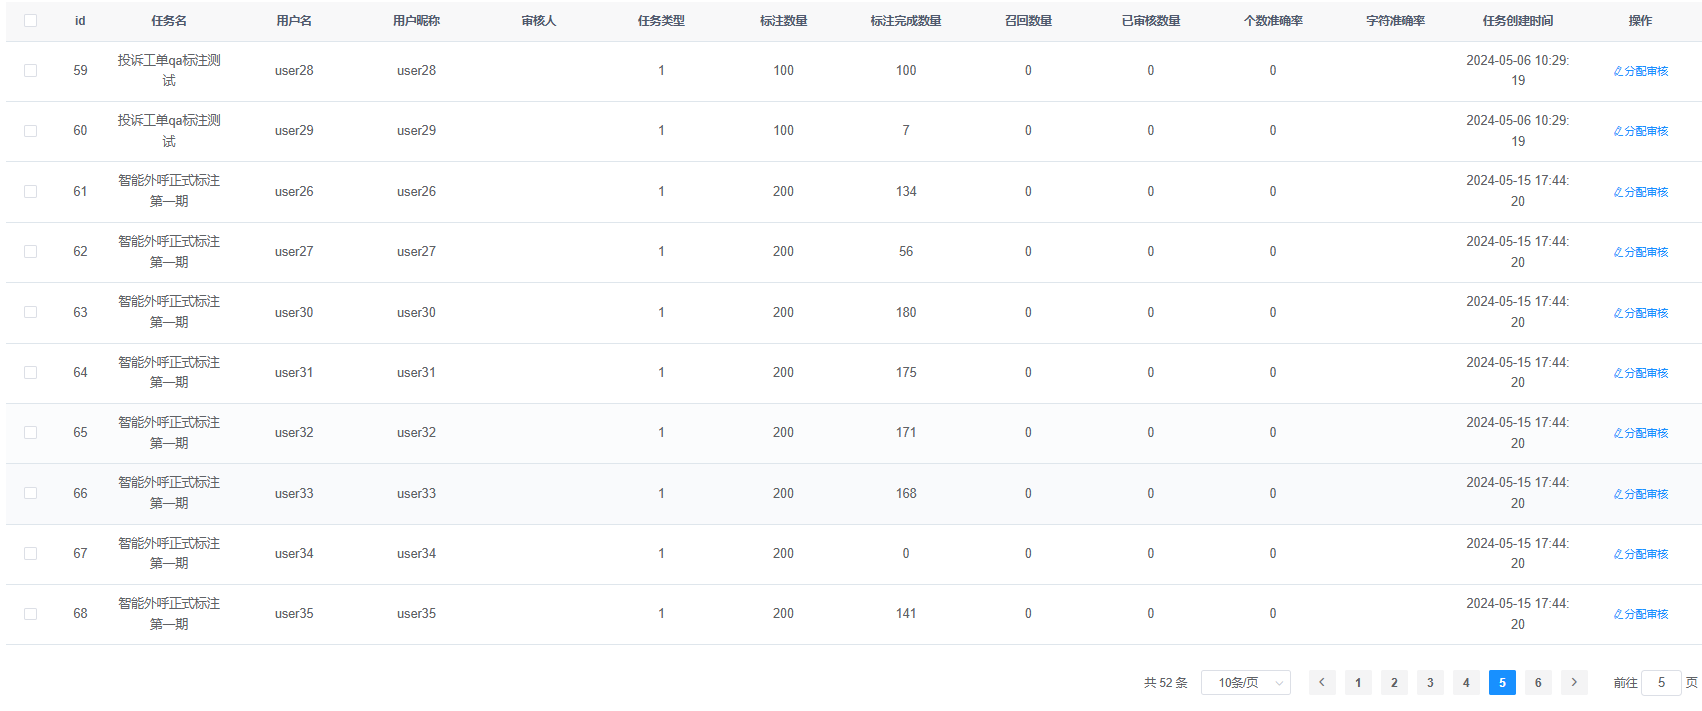 id 任务名 用户名 用户昵称 审核人 任务类型 标注数量 标注完成数量 召回数量 已审核数量 个数准确率 字符准确率 任务创建时间 操作
59 投诉工单qa标注测试 user28 user28 1 100 100 0 0 0 2024-05-06 10:29:19 分配审核
60 投诉工单qa标注测试 user29 user29 1 100 7 0 0 0 2024-05-06 10:29:19 分配审核
61 智能外呼正式标注第一期 user26 user26 1 200 134 0 0 0 2024-05-15 17:44:20 分配审核
62 智能外呼正式标注第一期 user27 user27 1 200 56 0 0 0 2024-05-15 17:44:20 分配审核
63 智能外呼正式标注第一期 user30 user30 1 200 180 0 0 0 2024-05-15 17:44:20 分配审核
64 智能外呼正式标注第一期 user31 user31 1 200 175 0 0 0 2024-05-15 17:44:20 分配审核
65 智能外呼正式标注第一期 user32 user32 1 200 171 0 0 0 2024-05-15 17:44:20 分配审核
66 智能外呼正式标注第一期 user33 user33 1 200 168 0 0 0 2024-05-15 17:44:20 分配审核
67 智能外呼正式标注第一期 user34 user34 1 200 0 0 0 0 2024-05-15 17:44:20 分配审核
68 智能外呼正式标注第一期 user35 user35 1 200 141 0 0 0 2024-05-15 17:44:20 分配审核
共 52 条 10条/页 1 2 3 4 5 6 前往 5 页